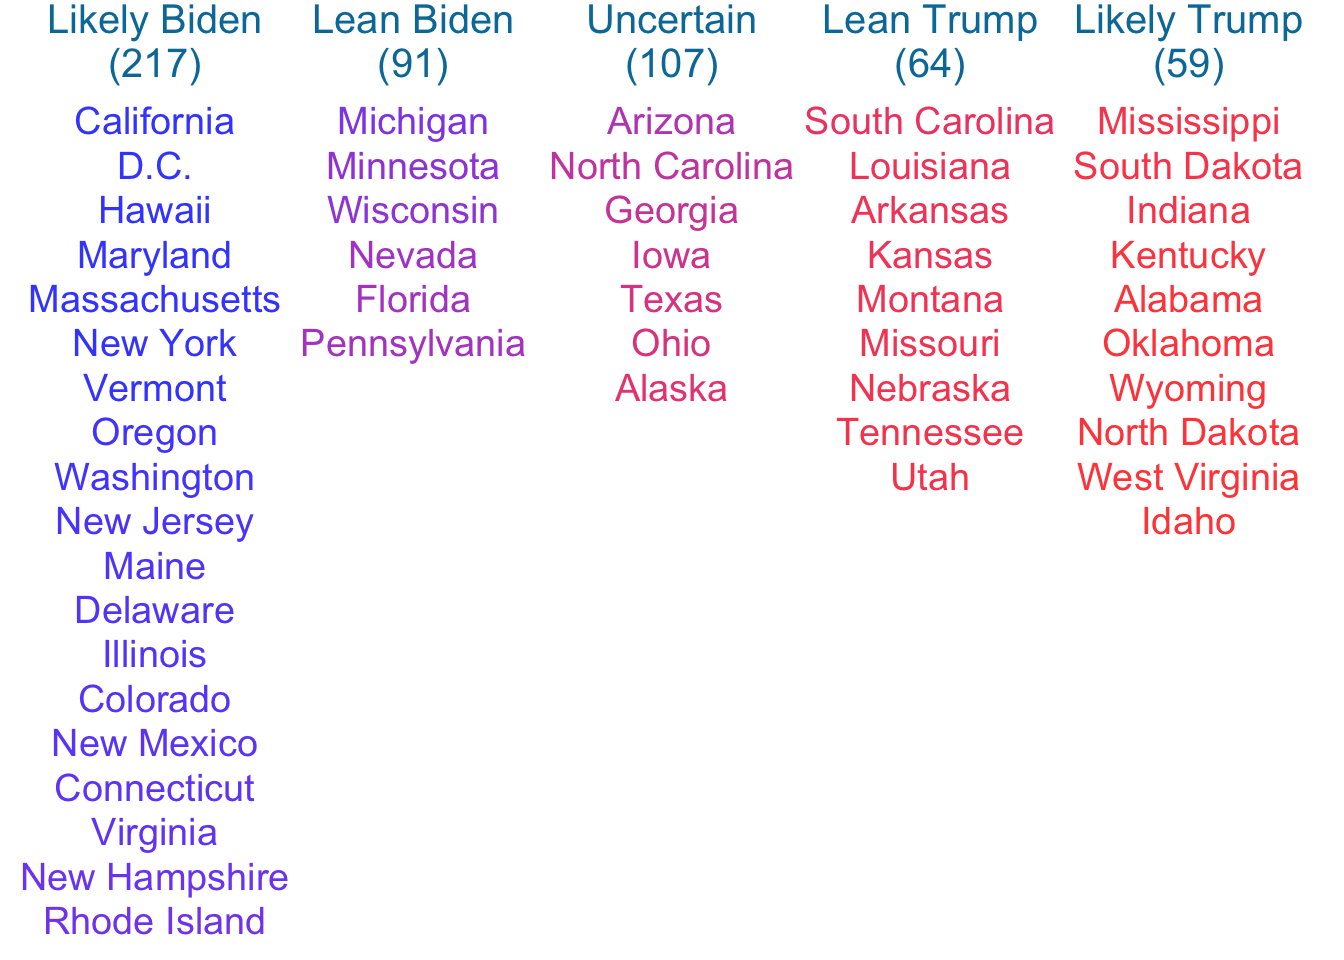 Likely Biden
(217)
California
D.C.
Hawaii
Maryland
Massachusetts
New York
Vermont
Oregon
Washington
New Jersey
Maine
Delaware
Illinois
Colorado
New Mexico
Connecticut
Virginia
New Hampshire
Rhode Island
Lean Biden
(91)
Michigan
Minnesota
Wisconsin
Nevada
Florida
Pennsylvania
Uncertain
(107)
Arizona
North Carolina
Georgia
Iowa
Texas
Ohio
Alaska
Lean Trump
(64)
South Carolina
Louisiana
Arkansas
Kansas
Montana
Missouri
Nebraska
Tennessee
Utah
Likely Trump
(59)
Mississippi
South Dakota
Indiana
Kentucky
Alabama
Oklahoma
Wyoming
North Dakota
West Virginia
Idaho